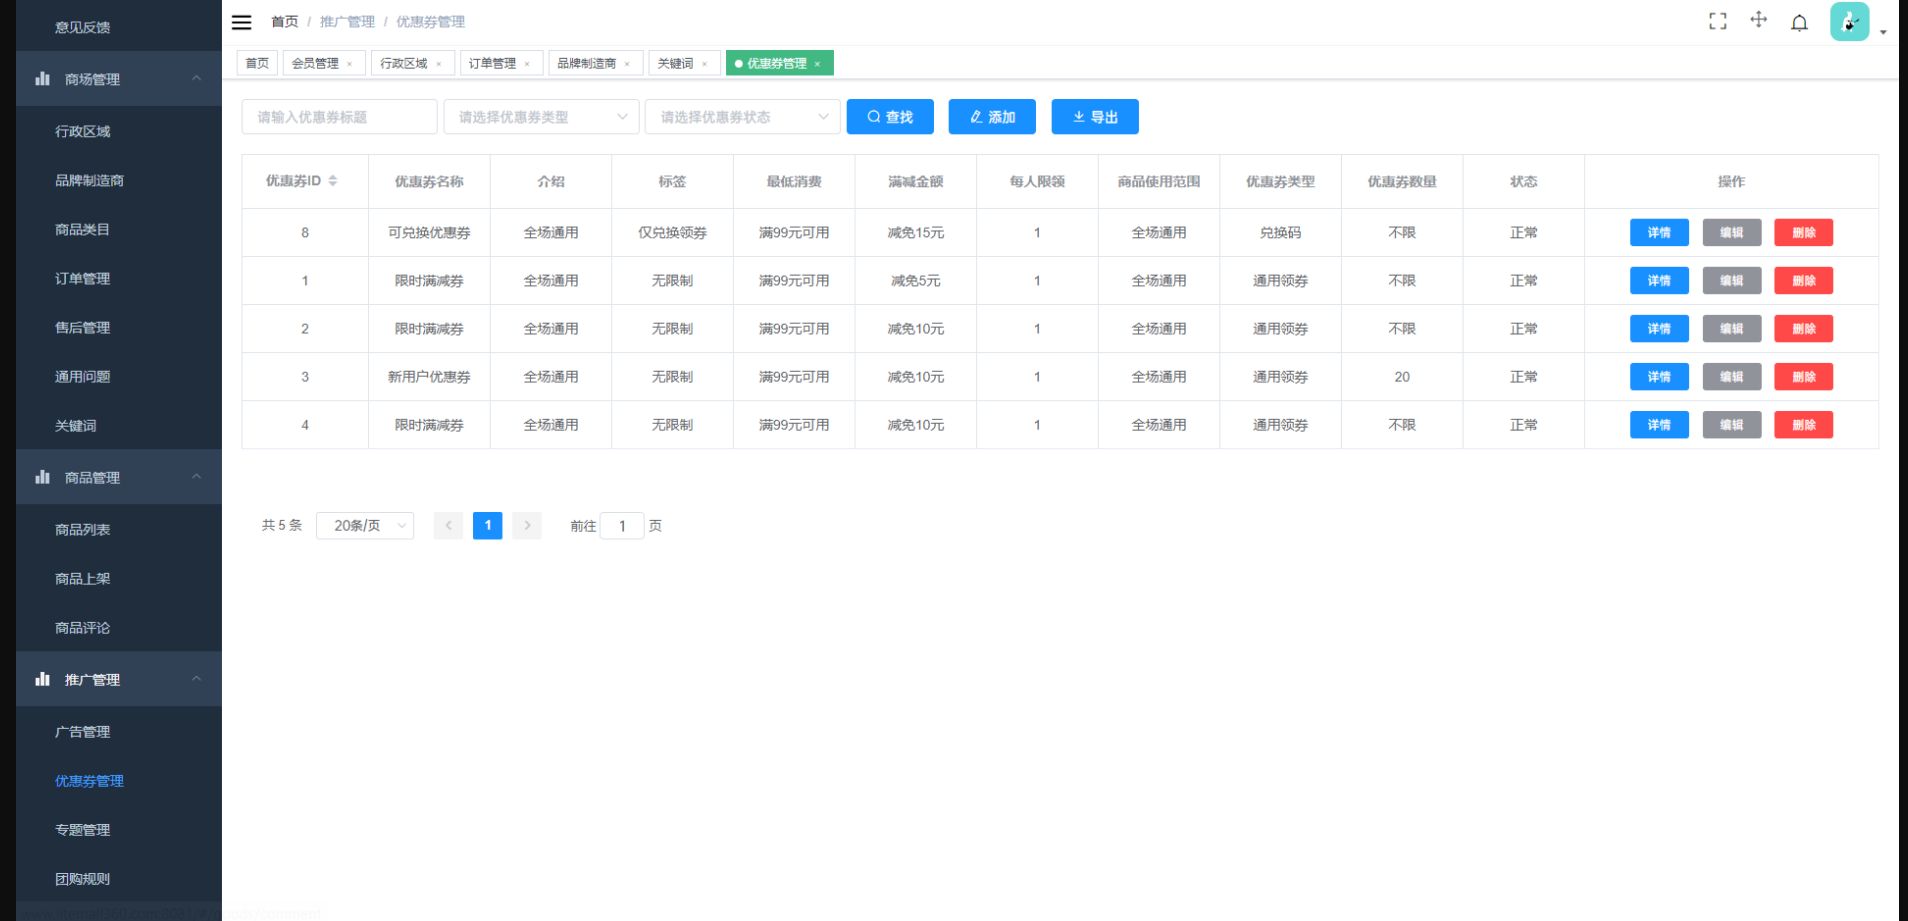 意见反馈
商场管理
行政区域
品牌制造商
商品类目
订单管理
售后管理
通用问题
关键词
商品管理
商品列表
商品上架
商品评论
推广管理
广告管理
优惠券管理
专题管理
团购规则
首页 / 推广管理 / 优惠券管理
首页 会员管理 × 行政区域 × 订单管理 × 品牌制造商 × 关键词 × 优惠券管理 ×
请输入优惠券标题 请选择优惠券类型 请选择优惠券状态 查找 添加 导出
优惠券ID 优惠券名称 介绍 标签 最低消费 满减金额 每人限领 商品使用范围 优惠券类型 优惠券数量 状态 操作
8 可兑换优惠券 全场通用 仅兑换领券 满99元可用 减免15元 1 全场通用 兑换码 不限 正常 详情 编辑 删除
1 限时满减券 全场通用 无限制 满99元可用 减免5元 1 全场通用 通用领券 不限 正常 详情 编辑 删除
2 限时满减券 全场通用 无限制 满99元可用 减免10元 1 全场通用 通用领券 不限 正常 详情 编辑 删除
3 新用户优惠券 全场通用 无限制 满99元可用 减免10元 1 全场通用 通用领券 20 正常 详情 编辑 删除
4 限时满减券 全场通用 无限制 满99元可用 减免10元 1 全场通用 通用领券 不限 正常 详情 编辑 删除
共 5 条 20条/页 1 前往 1 页